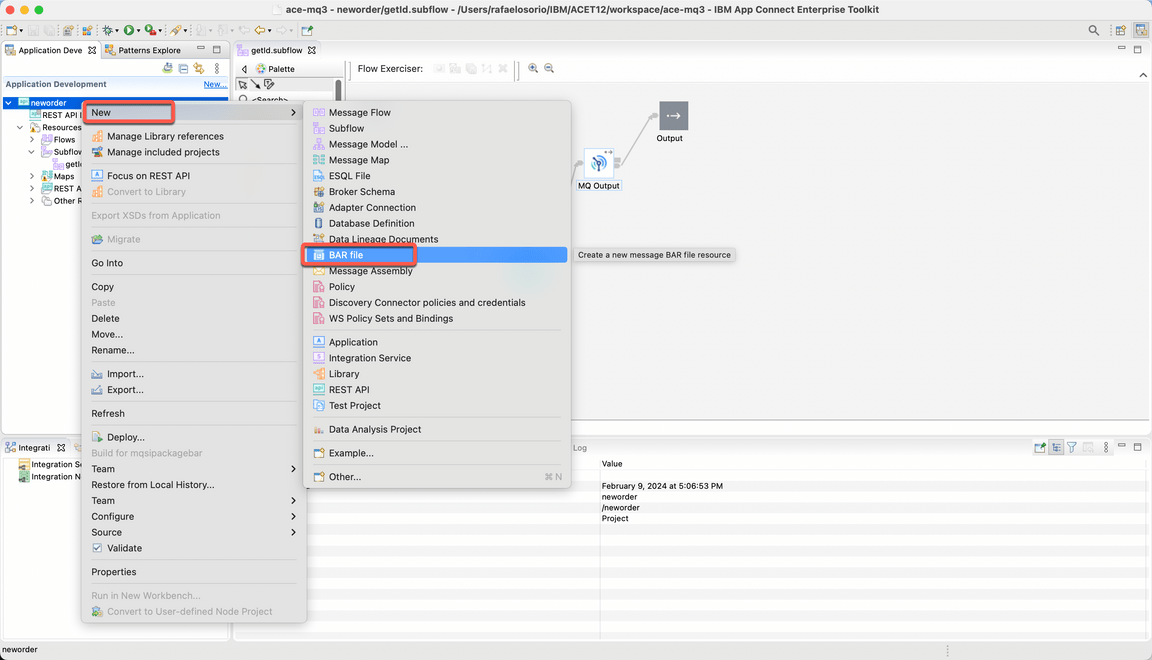 ace-mq3 - neworder/getId.subflow - /Users/rafaelosorio/IBM/ACET12/workspace/ace-mq3 - IBM App Connect Enterprise Toolkit
Application Deve
Patterns Explore
getId.subflow
Palette
Flow Exerciser:
Application Development
New...
<Search>
neworder
REST API
Resources
Flows
Subflow
Maps
REST A
Other R
New
Manage Library references
Manage included projects
Focus on REST API
Convert to Library
Export XSDs from Application
Migrate
Go Into
Copy
Paste
Delete
Move...
Rename...
Import...
Export...
Refresh
Deploy...
Build for mqsipackagebar
Team
Restore from Local History...
Team
Configure
Source
Validate
Properties
Run in New Workbench...
Convert to User-defined Node Project
Message Flow
Subflow
Message Model ...
Message Map
ESQL File
Broker Schema
Adapter Connection
Database Definition
Data Lineage Documents
BAR file
Message Assembly
Policy
Discovery Connector policies and credentials
WS Policy Sets and Bindings
Application
Integration Service
Library
REST API
Test Project
Data Analysis Project
Example...
Other... ⌘ N
Output
MQ Output
Create a new message BAR file resource
Integrati
Log
Integration Se
Integration N
Value
February 9, 2024 at 5:06:53 PM
neworder
/neworder
Project
neworder